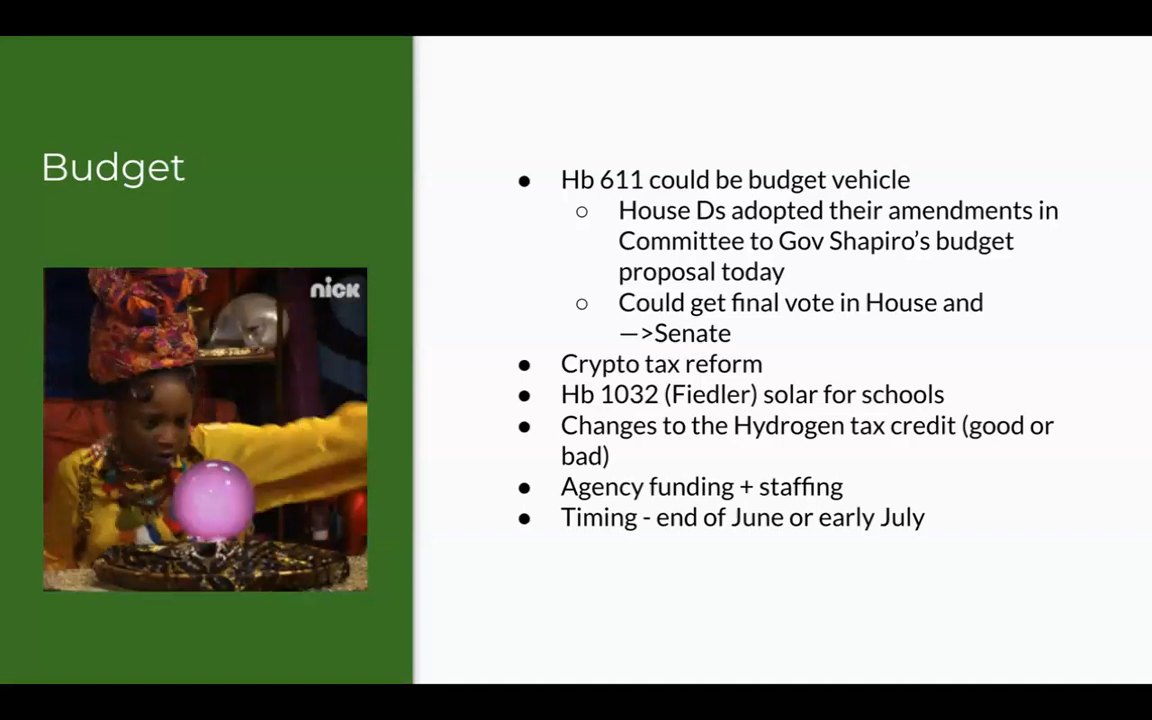 Budget
nick
● Hb 611 could be budget vehicle
○ House Ds adopted their amendments in
Committee to Gov Shapiro’s budget
proposal today
○ Could get final vote in House and
—>Senate
● Crypto tax reform
● Hb 1032 (Fiedler) solar for schools
● Changes to the Hydrogen tax credit (good or
bad)
● Agency funding + staffing
● Timing - end of June or early July